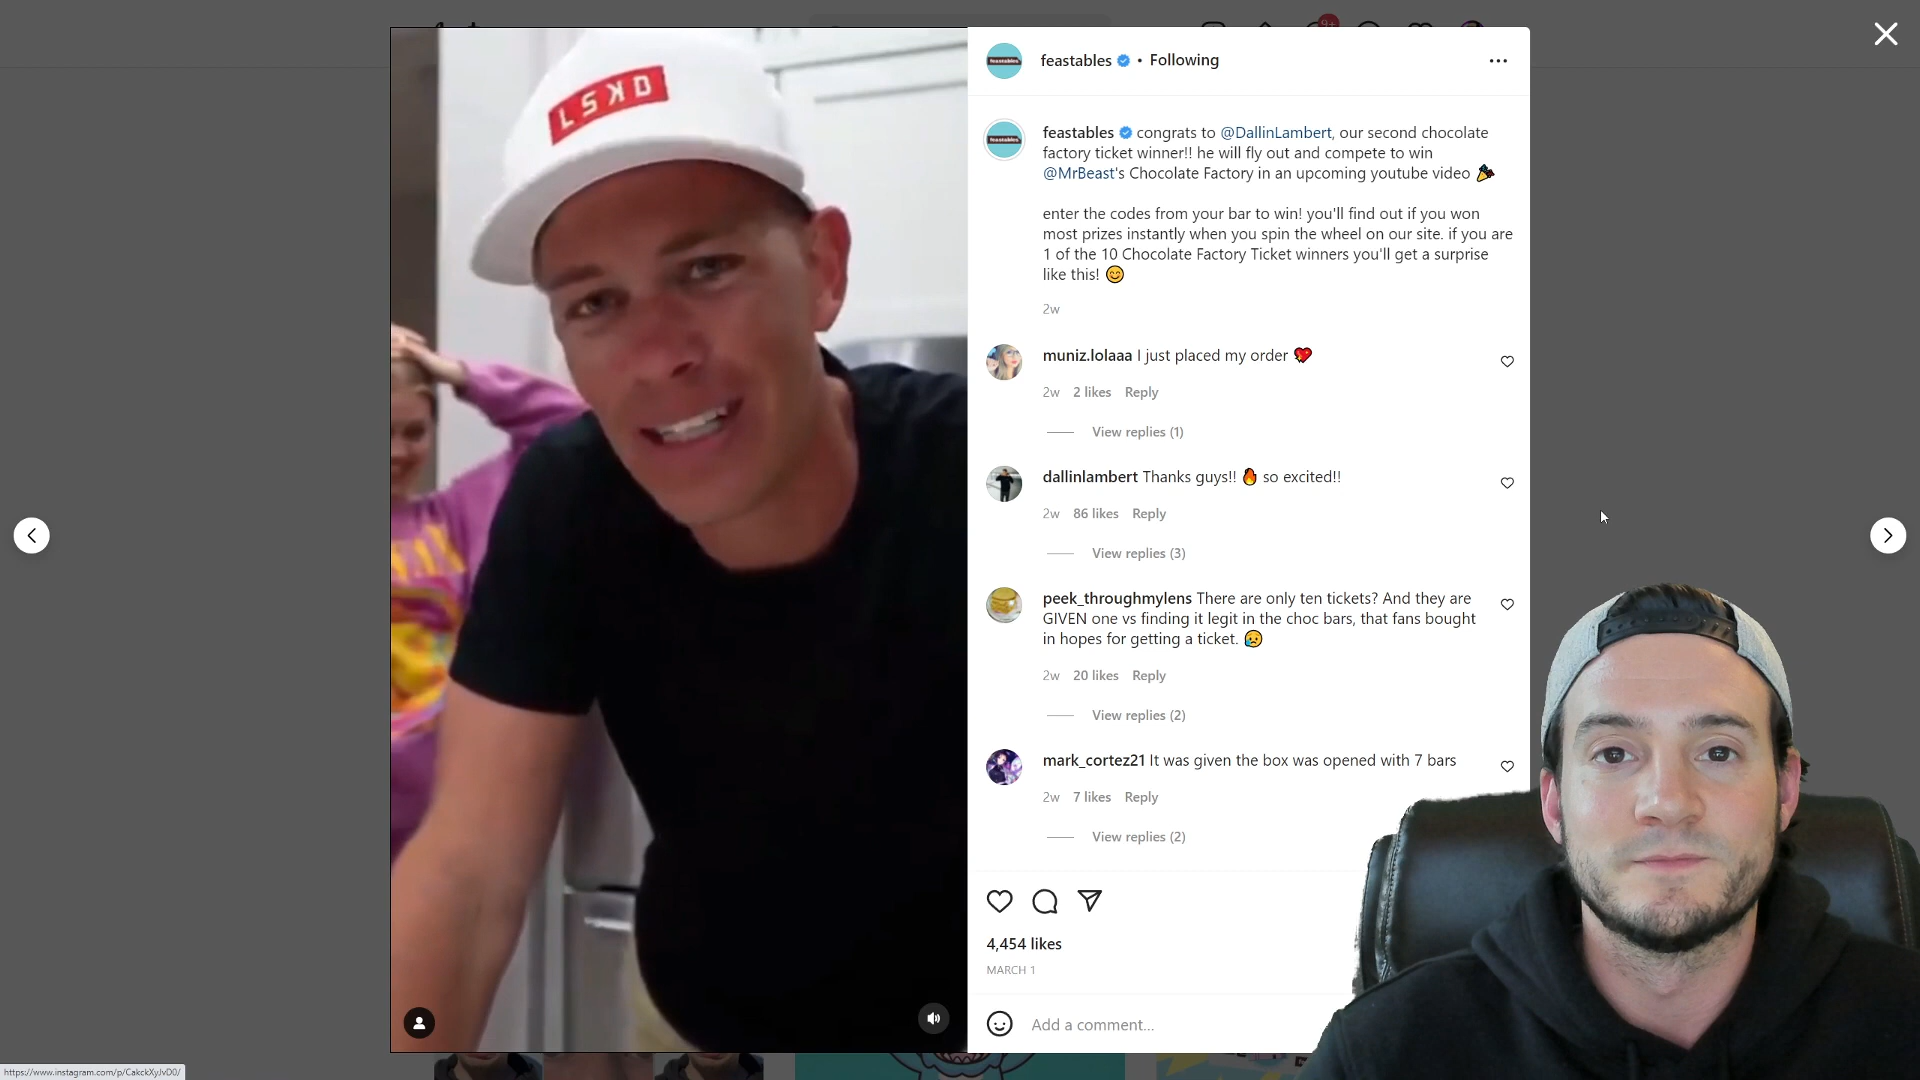 9+
LSKD
feastables • Following
feastables congrats to @DallinLambert, our second chocolate
factory ticket winner!! he will fly out and compete to win
@MrBeast's Chocolate Factory in an upcoming youtube video 🎉
enter the codes from your bar to win! you'll find out if you won
most prizes instantly when you spin the wheel on our site. if you are
1 of the 10 Chocolate Factory Ticket winners you'll get a surprise
like this! 😊
2w
muniz.lolaaa I just placed my order 💖
2w 2 likes Reply
View replies (1)
dallinlambert Thanks guys!! 🔥 so excited!!
2w 86 likes Reply
View replies (3)
peek_throughmylens There are only ten tickets? And they are
GIVEN one vs finding it legit in the choc bars, that fans bought
in hopes for getting a ticket. 😥
2w 20 likes Reply
View replies (2)
mark_cortez21 It was given the box was opened with 7 bars
2w 7 likes Reply
View replies (2)
4,454 likes
MARCH 1
Add a comment...
https://www.instagram.com/p/CakckXyJvD0/